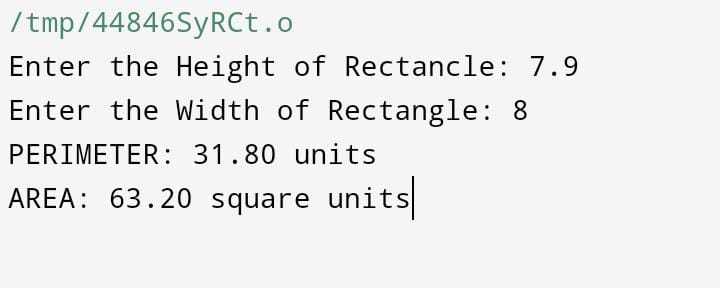 /tmp/44846SyRCt.o
Enter the Height of Rectancle: 7.9
Enter the Width of Rectangle: 8
PERIMETER: 31.80 units
AREA: 63.20 square units